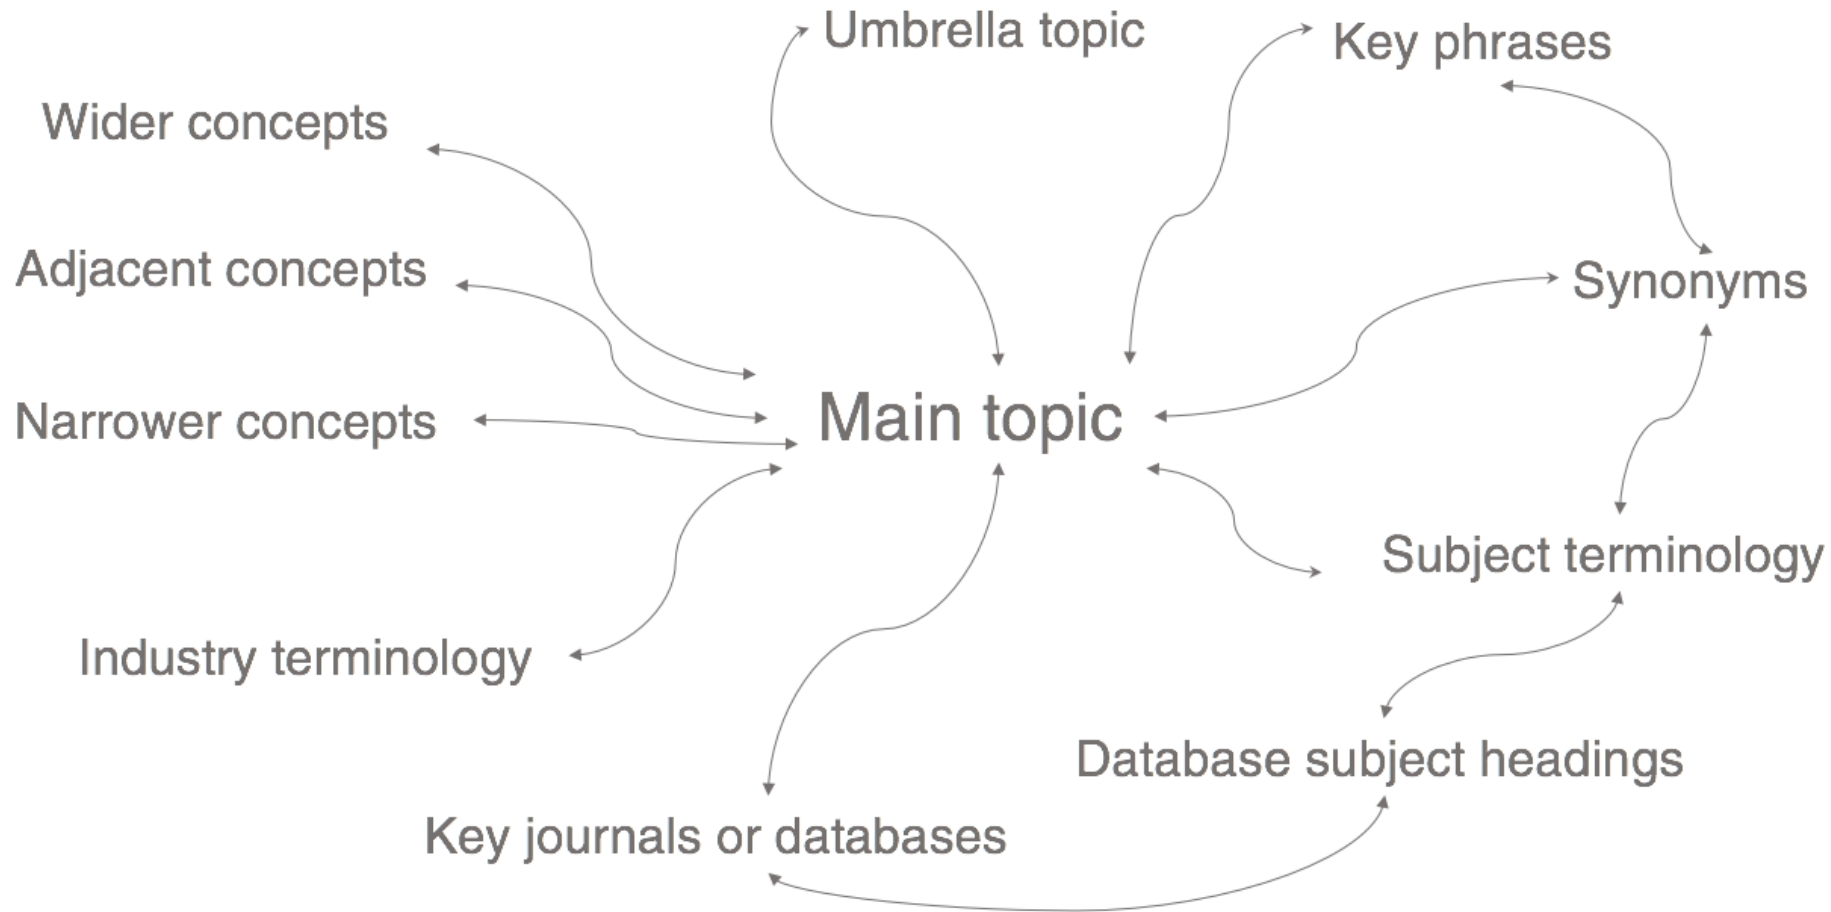 Umbrella topic
Key phrases
Wider concepts
Adjacent concepts
Synonyms
Narrower concepts
Main topic
Subject terminology
Industry terminology
Database subject headings
Key journals or databases